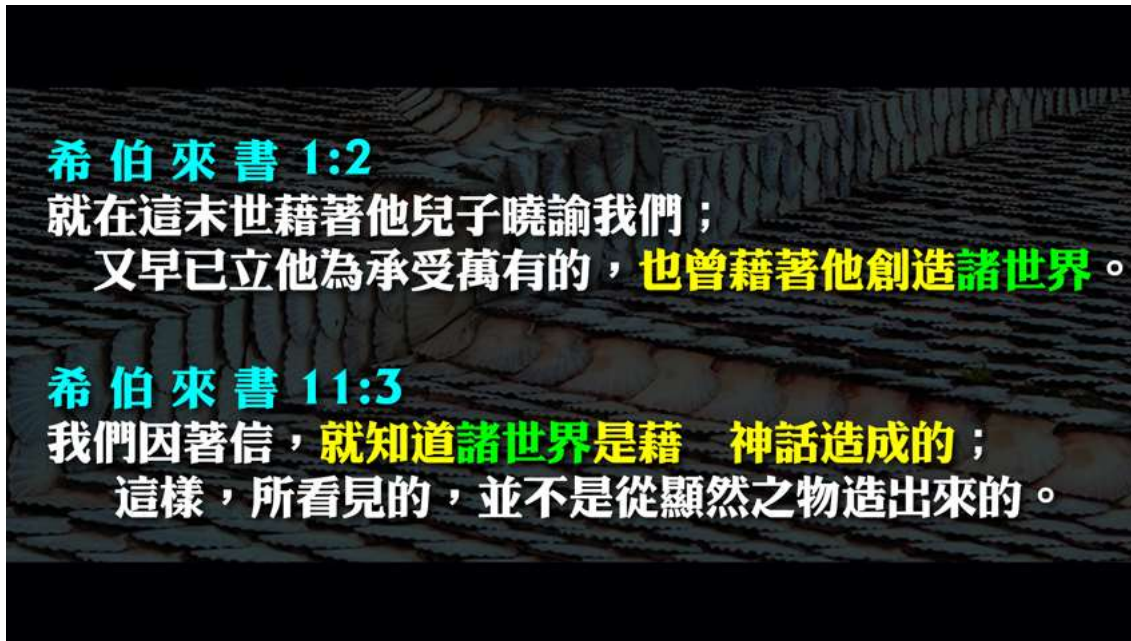 希伯來書 1:2
就在這末世藉著他兒子曉諭我們；
又早已立他為承受萬有的，也曾藉著他創造諸世界。
希伯來書 11:3
我們因著信，就知道諸世界是藉　神話造成的；
這樣，所看見的，並不是從顯然之物造出來的。